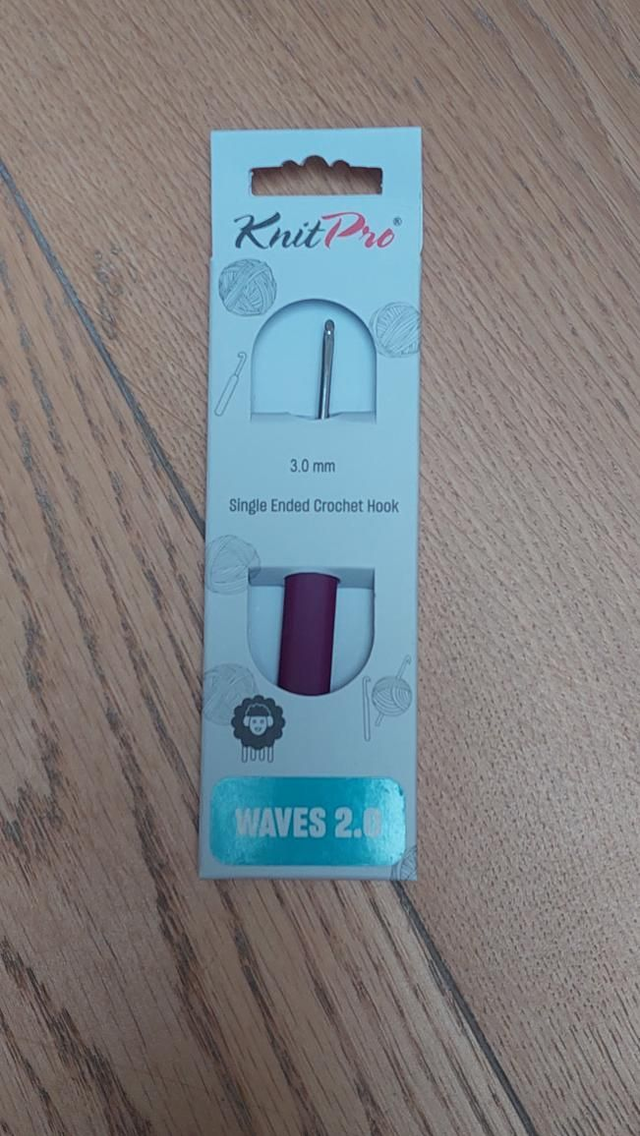 KnitPro®
3.0 mm
Single Ended Crochet Hook
WAVES 2.0